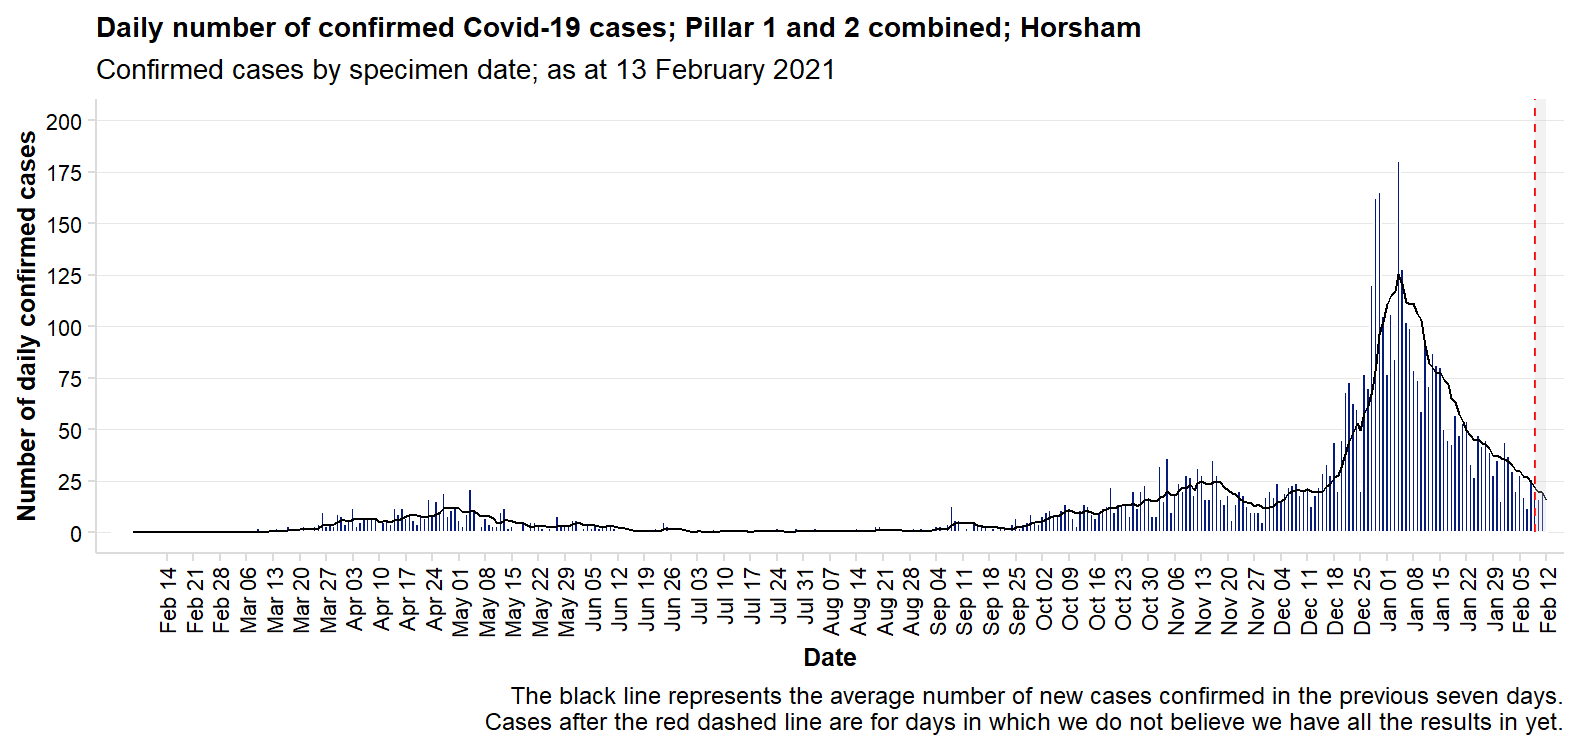 Daily number of confirmed Covid-19 cases; Pillar 1 and 2 combined; Horsham
Confirmed cases by specimen date; as at 13 February 2021
Number of daily confirmed cases
200
175
150
125
100
75
50
25
0
Feb 14
Feb 21
Feb 28
Mar 06
Mar 13
Mar 20
Mar 27
Apr 03
Apr 10
Apr 17
Apr 24
May 01
May 08
May 15
May 22
May 29
Jun 05
Jun 12
Jun 19
Jun 26
Jul 03
Jul 10
Jul 17
Jul 24
Jul 31
Aug 07
Aug 14
Aug 21
Aug 28
Sep 04
Sep 11
Sep 18
Sep 25
Oct 02
Oct 09
Oct 16
Oct 23
Oct 30
Nov 06
Nov 13
Nov 20
Nov 27
Dec 04
Dec 11
Dec 18
Dec 25
Jan 01
Jan 08
Jan 15
Jan 22
Jan 29
Feb 05
Feb 12
Date
The black line represents the average number of new cases confirmed in the previous seven days.
Cases after the red dashed line are for days in which we do not believe we have all the results in yet.